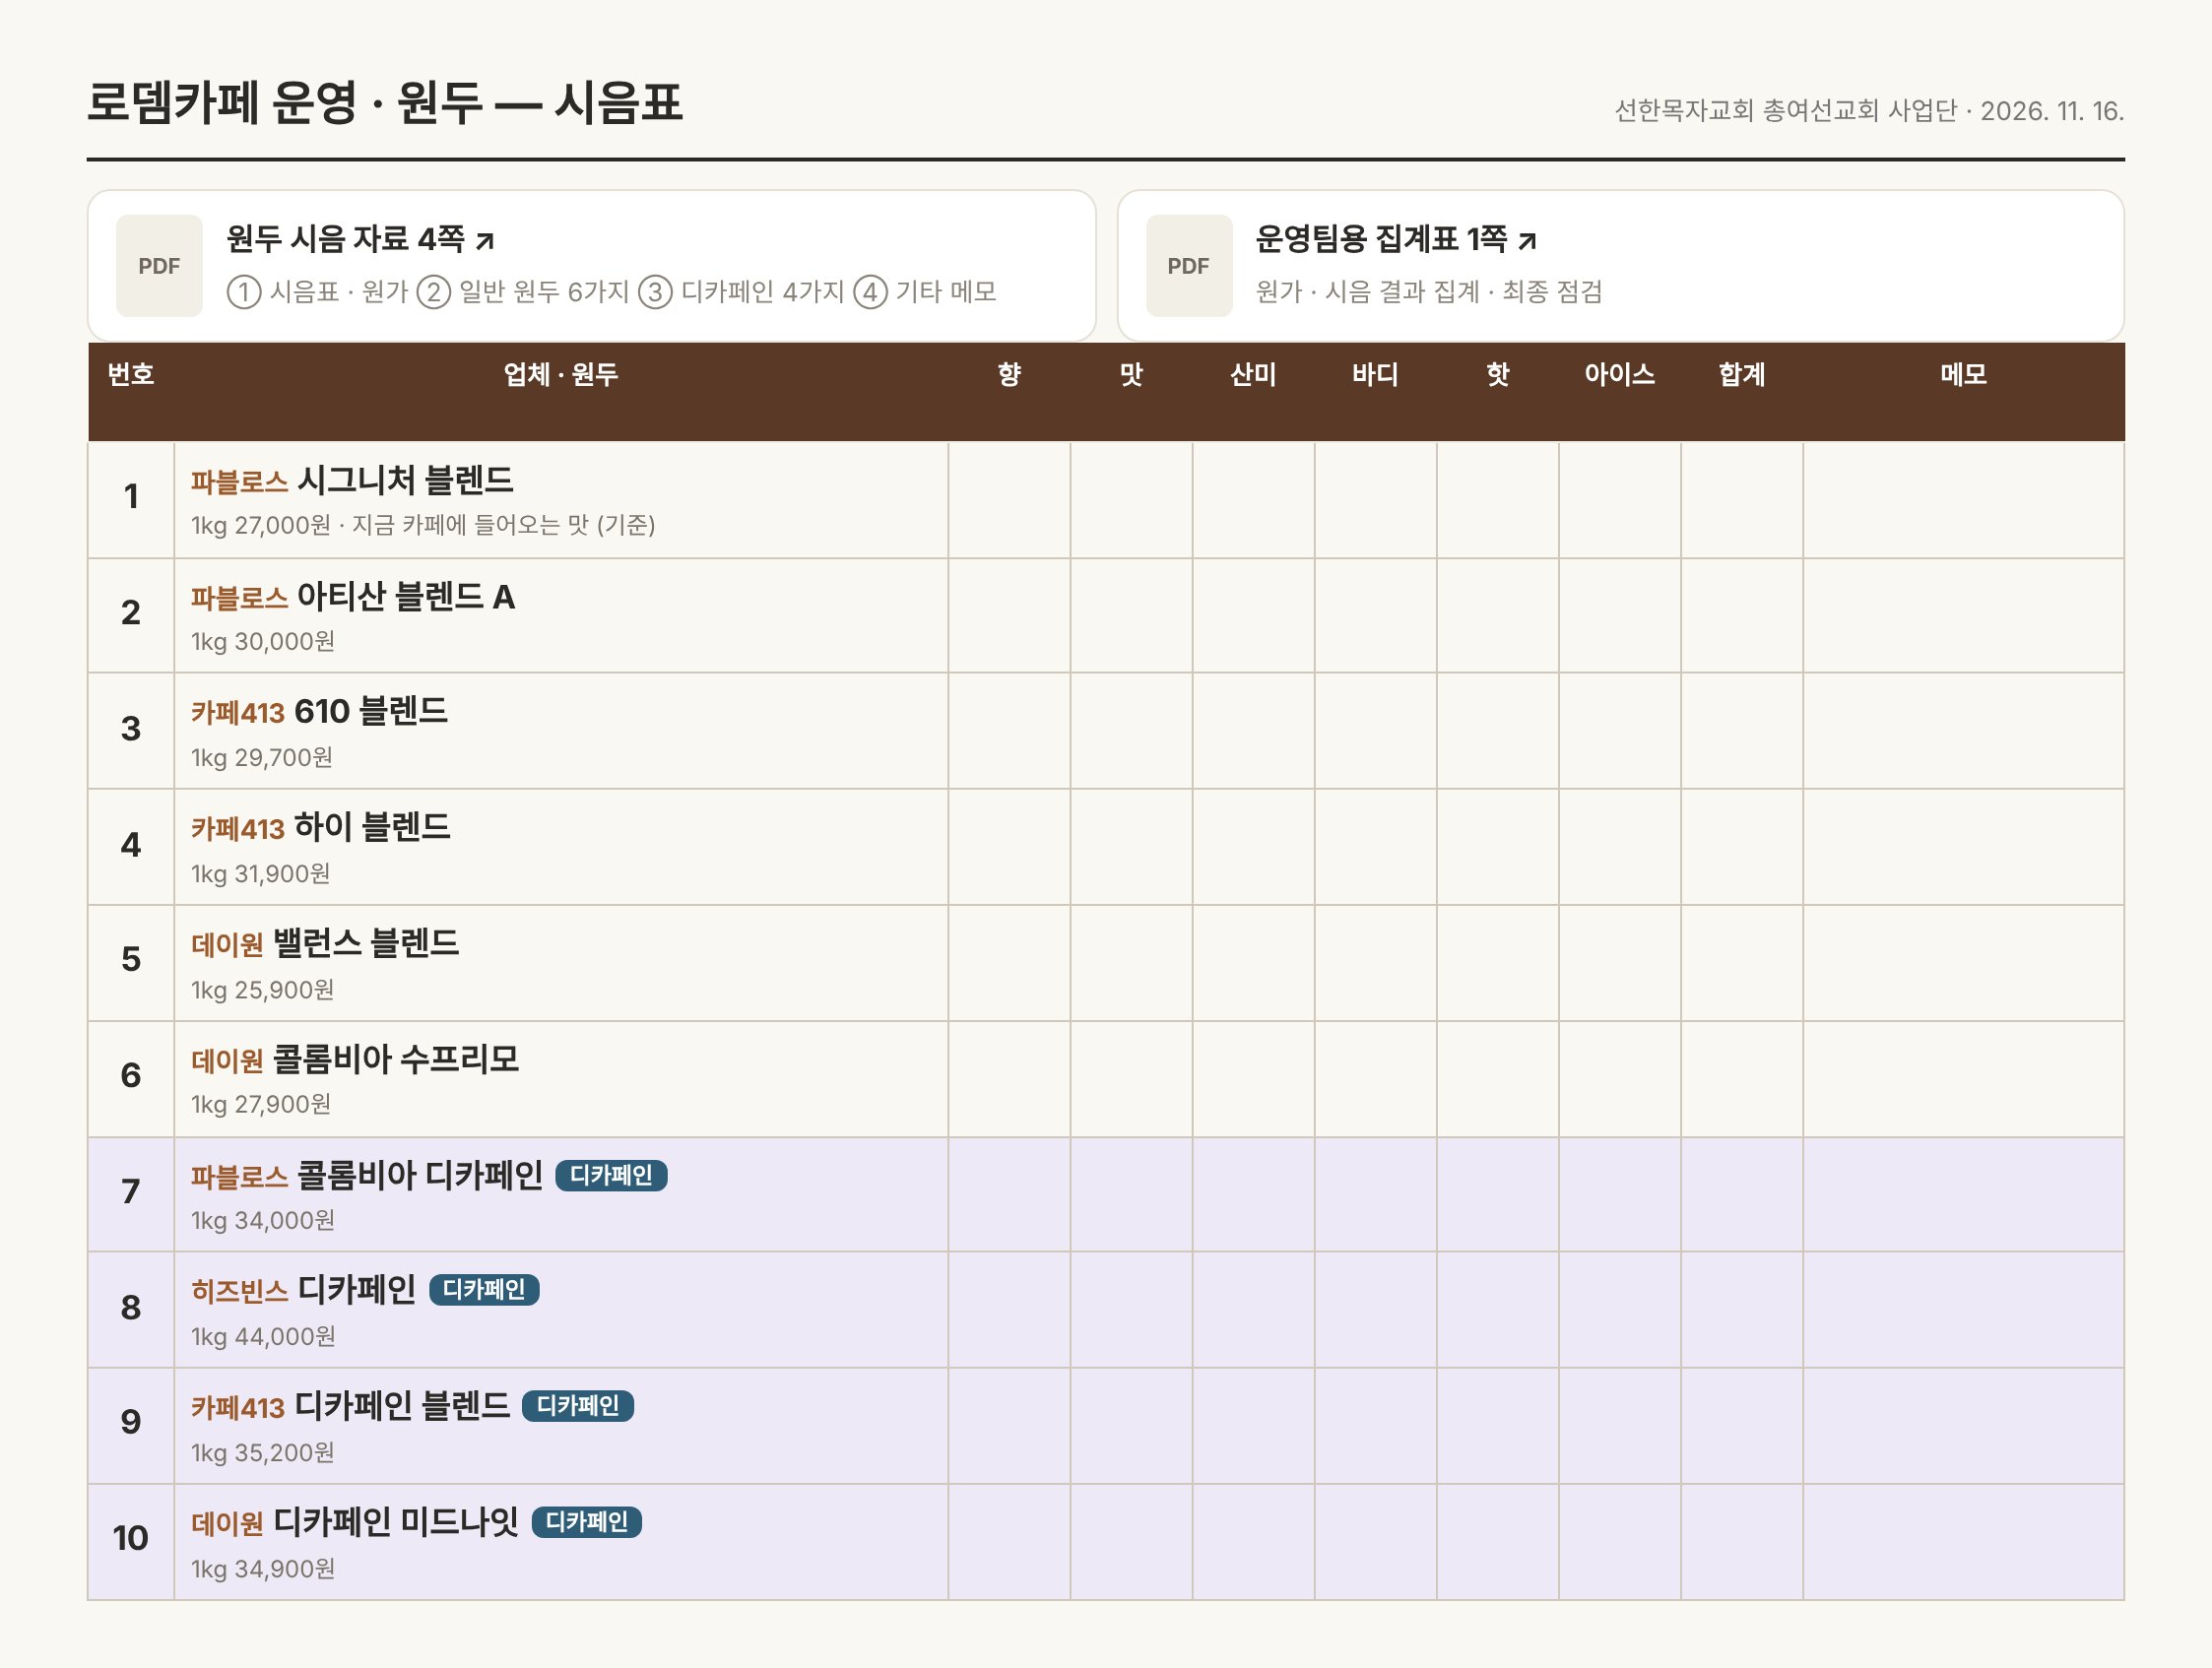 로뎀카페 운영 · 원두 — 시음표
선한목자교회 총여선교회 사업단 · 2026. 11. 16.
PDF
원두 시음 자료 4쪽 ↗
① 시음표 · 원가 ② 일반 원두 6가지 ③ 디카페인 4가지 ④ 기타 메모
PDF
운영팀용 집계표 1쪽 ↗
원가 · 시음 결과 집계 · 최종 점검
번호 업체 · 원두 향 맛 산미 바디 핫 아이스 합계 메모
1 파블로스 시그니처 블렌드
1kg 27,000원 · 지금 카페에 들어오는 맛 (기준)
2 파블로스 아티산 블렌드 A
1kg 30,000원
3 카페413 610 블렌드
1kg 29,700원
4 카페413 하이 블렌드
1kg 31,900원
5 데이원 밸런스 블렌드
1kg 25,900원
6 데이원 콜롬비아 수프리모
1kg 27,900원
7 파블로스 콜롬비아 디카페인 디카페인
1kg 34,000원
8 히즈빈스 디카페인 디카페인
1kg 44,000원
9 카페413 디카페인 블렌드 디카페인
1kg 35,200원
10 데이원 디카페인 미드나잇 디카페인
1kg 34,900원